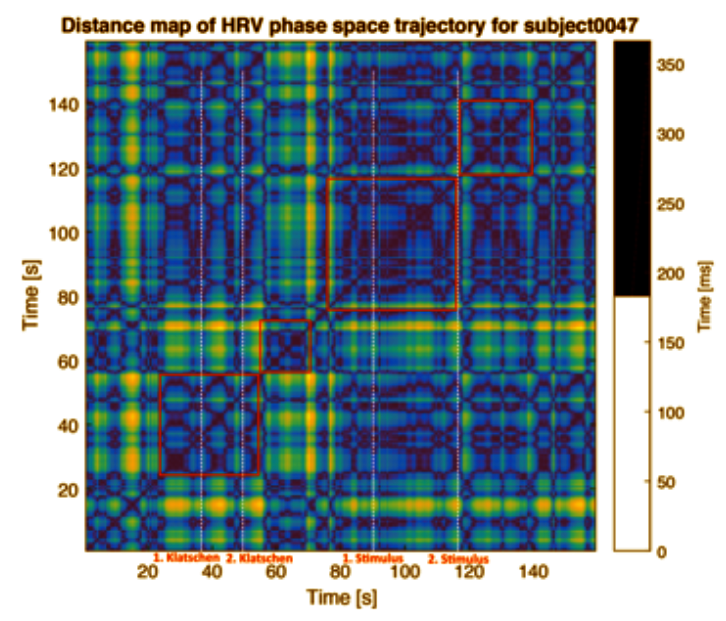 Distance map of HRV phase space trajectory for subject0047
140
120
100
80
60
40
20
Time [s]
1. Klatschen 2. Klatschen 1. Stimulus 2. Stimulus
20 40 60 80 100 120 140
Time [s]
350
300
250
200
150
100
50
0
Time [ms]